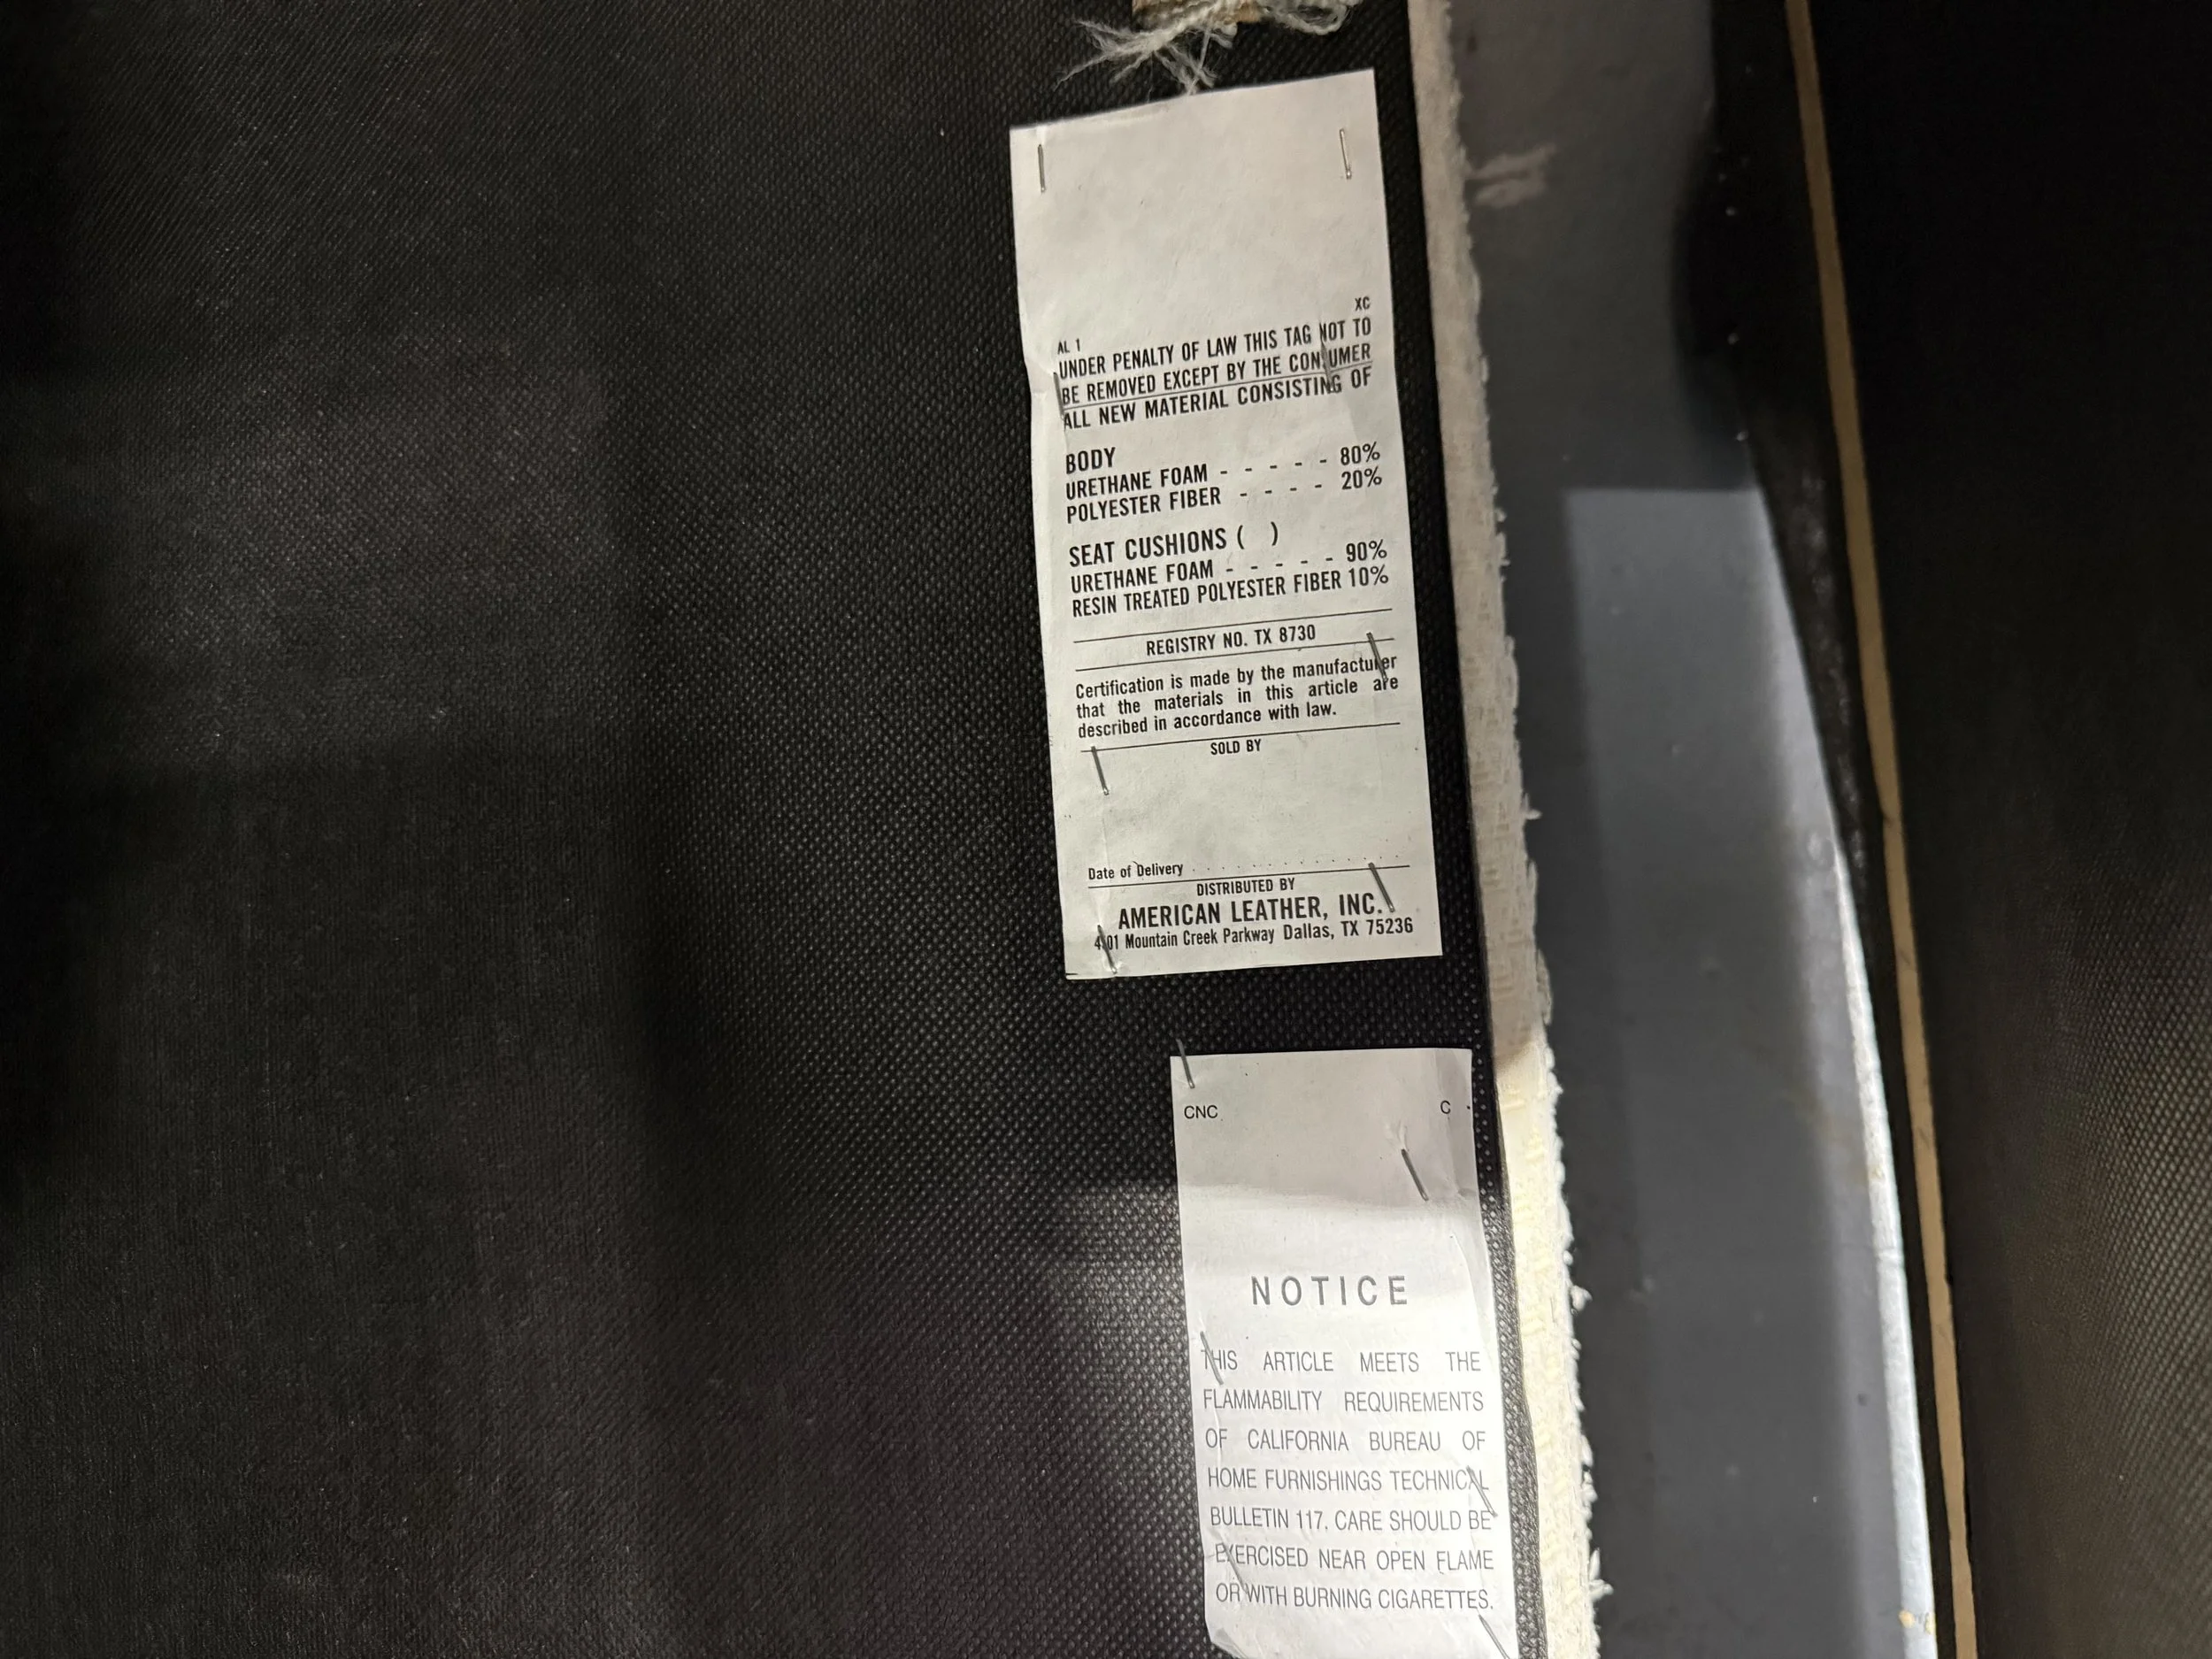 XC
AL 1
UNDER PENALTY OF LAW THIS TAG NOT TO
BE REMOVED EXCEPT BY THE CONSUMER
ALL NEW MATERIAL CONSISTING OF
BODY
URETHANE FOAM - - - - - 80%
POLYESTER FIBER - - - - 20%
SEAT CUSHIONS ( )
URETHANE FOAM - - - - - 90%
RESIN TREATED POLYESTER FIBER 10%
REGISTRY NO. TX 8730
Certification is made by the manufacturer
that the materials in this article are
described in accordance with law.
SOLD BY
Date of Delivery . . . . . . . . . . . . .
DISTRIBUTED BY
AMERICAN LEATHER, INC.
Mountain Creek Parkway Dallas, TX 75236
CNC C
NOTICE
THIS ARTICLE MEETS THE
FLAMMABILITY REQUIREMENTS
OF CALIFORNIA BUREAU OF
HOME FURNISHINGS TECHNICAL
BULLETIN 117. CARE SHOULD BE
EXERCISED NEAR OPEN FLAME
OR WITH BURNING CIGARETTES.